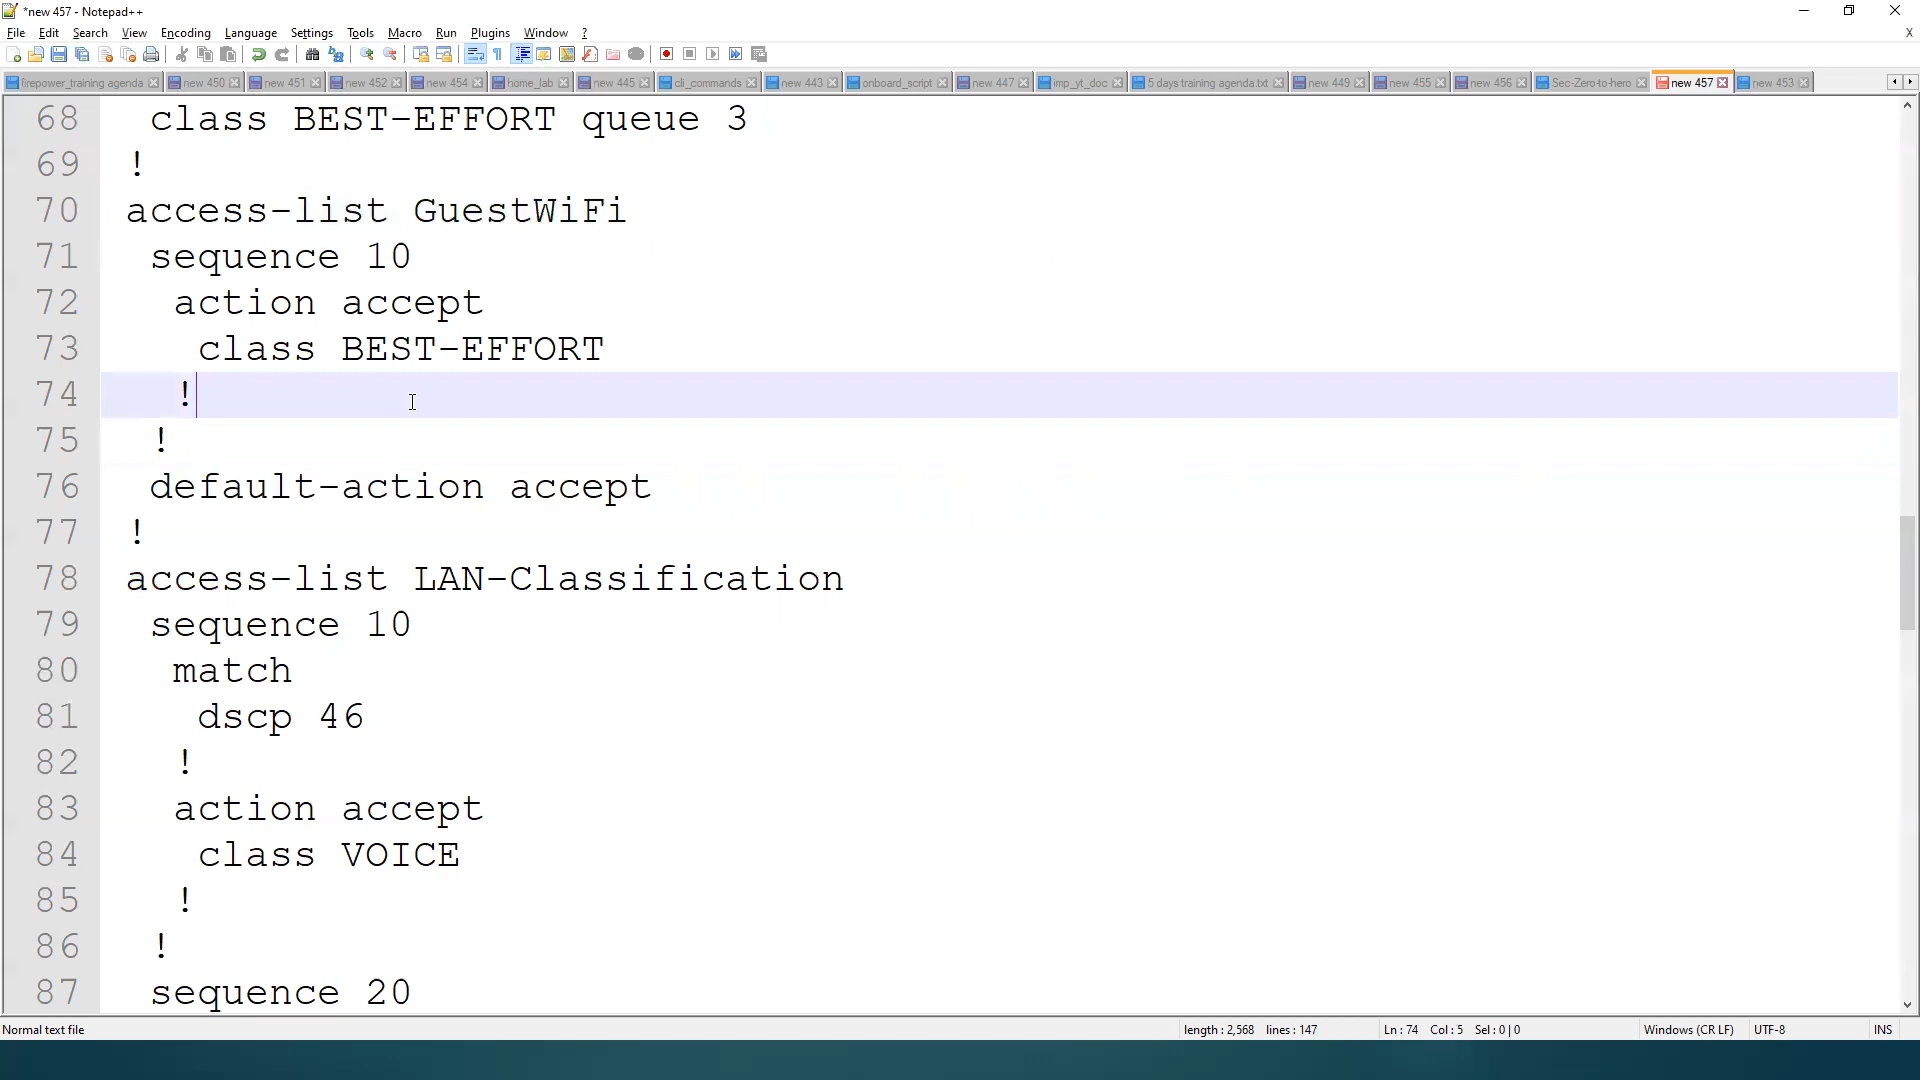 *new 457 - Notepad++
File Edit Search View Encoding Language Settings Tools Macro Run Plugins Window ?
X
firepower_training agenda new 450 new 451 new 452 new 454 home_lab new 445 cli_commands new 443 onboard_script new 447 imp_yt_doc 5 days training agenda.txt new 449 new 455 new 456 Sec-Zero-to-hero new 457 new 453
68 class BEST-EFFORT queue 3
69 !
70 access-list GuestWiFi
71 sequence 10
72 action accept
73 class BEST-EFFORT
74 !
75 !
76 default-action accept
77 !
78 access-list LAN-Classification
79 sequence 10
80 match
81 dscp 46
82 !
83 action accept
84 class VOICE
85 !
86 !
87 sequence 20
Normal text file length : 2,568 lines : 147 Ln : 74 Col : 5 Sel : 0 | 0 Windows (CR LF) UTF-8 INS